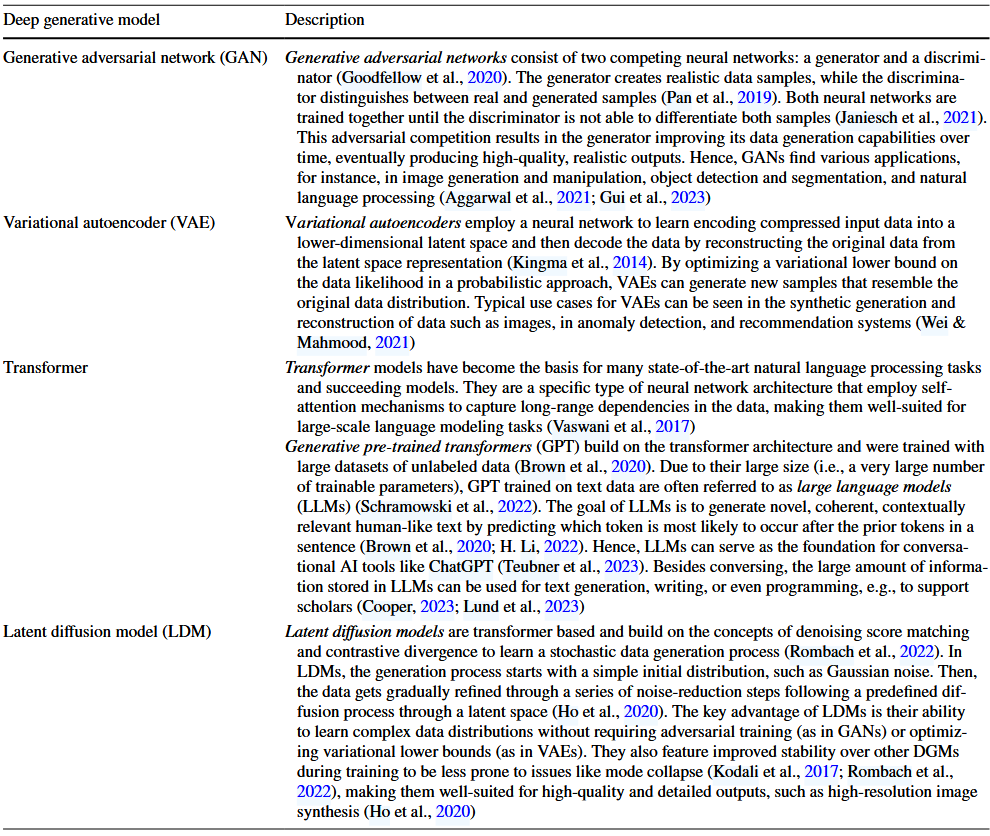 Deep generative model Description
Generative adversarial network (GAN) Generative adversarial networks consist of two competing neural networks: a generator and a discrimi-
nator (Goodfellow et al., 2020). The generator creates realistic data samples, while the discrimina-
tor distinguishes between real and generated samples (Pan et al., 2019). Both neural networks are
trained together until the discriminator is not able to differentiate both samples (Janiesch et al., 2021).
This adversarial competition results in the generator improving its data generation capabilities over
time, eventually producing high-quality, realistic outputs. Hence, GANs find various applications,
for instance, in image generation and manipulation, object detection and segmentation, and natural
language processing (Aggarwal et al., 2021; Gui et al., 2023)
Variational autoencoder (VAE) Variational autoencoders employ a neural network to learn encoding compressed input data into a
lower-dimensional latent space and then decode the data by reconstructing the original data from
the latent space representation (Kingma et al., 2014). By optimizing a variational lower bound on
the data likelihood in a probabilistic approach, VAEs can generate new samples that resemble the
original data distribution. Typical use cases for VAEs can be seen in the synthetic generation and
reconstruction of data such as images, in anomaly detection, and recommendation systems (Wei &
Mahmood, 2021)
Transformer Transformer models have become the basis for many state-of-the-art natural language processing tasks
and succeeding models. They are a specific type of neural network architecture that employ self-
attention mechanisms to capture long-range dependencies in the data, making them well-suited for
large-scale language modeling tasks (Vaswani et al., 2017)
Generative pre-trained transformers (GPT) build on the transformer architecture and were trained with
large datasets of unlabeled data (Brown et al., 2020). Due to their large size (i.e., a very large number
of trainable parameters), GPT trained on text data are often referred to as large language models
(LLMs) (Schramowski et al., 2022). The goal of LLMs is to generate novel, coherent, contextually
relevant human-like text by predicting which token is most likely to occur after the prior tokens in a
sentence (Brown et al., 2020; H. Li, 2022). Hence, LLMs can serve as the foundation for conversa-
tional AI tools like ChatGPT (Teubner et al., 2023). Besides conversing, the large amount of informa-
tion stored in LLMs can be used for text generation, writing, or even programming, e.g., to support
scholars (Cooper, 2023; Lund et al., 2023)
Latent diffusion model (LDM) Latent diffusion models are transformer based and build on the concepts of denoising score matching
and contrastive divergence to learn a stochastic data generation process (Rombach et al., 2022). In
LDMs, the generation process starts with a simple initial distribution, such as Gaussian noise. Then,
the data gets gradually refined through a series of noise-reduction steps following a predefined dif-
fusion process through a latent space (Ho et al., 2020). The key advantage of LDMs is their ability
to learn complex data distributions without requiring adversarial training (as in GANs) or optimiz-
ing variational lower bounds (as in VAEs). They also feature improved stability over other DGMs
during training to be less prone to issues like mode collapse (Kodali et al., 2017; Rombach et al.,
2022), making them well-suited for high-quality and detailed outputs, such as high-resolution image
synthesis (Ho et al., 2020)